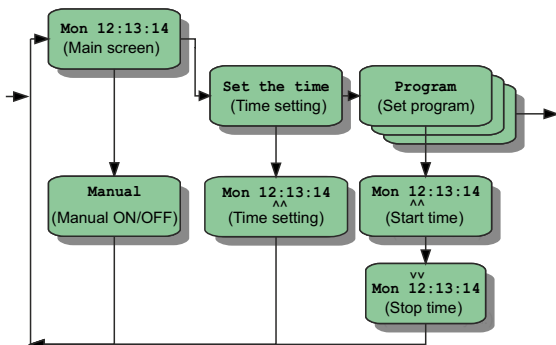 Mon 12:13:14
(Main screen)
Set the time
(Time setting)
Program
(Set program)
Manual
(Manual ON/OFF)
Mon 12:13:14
^^
(Time setting)
Mon 12:13:14
^^
(Start time)
vv
Mon 12:13:14
(Stop time)